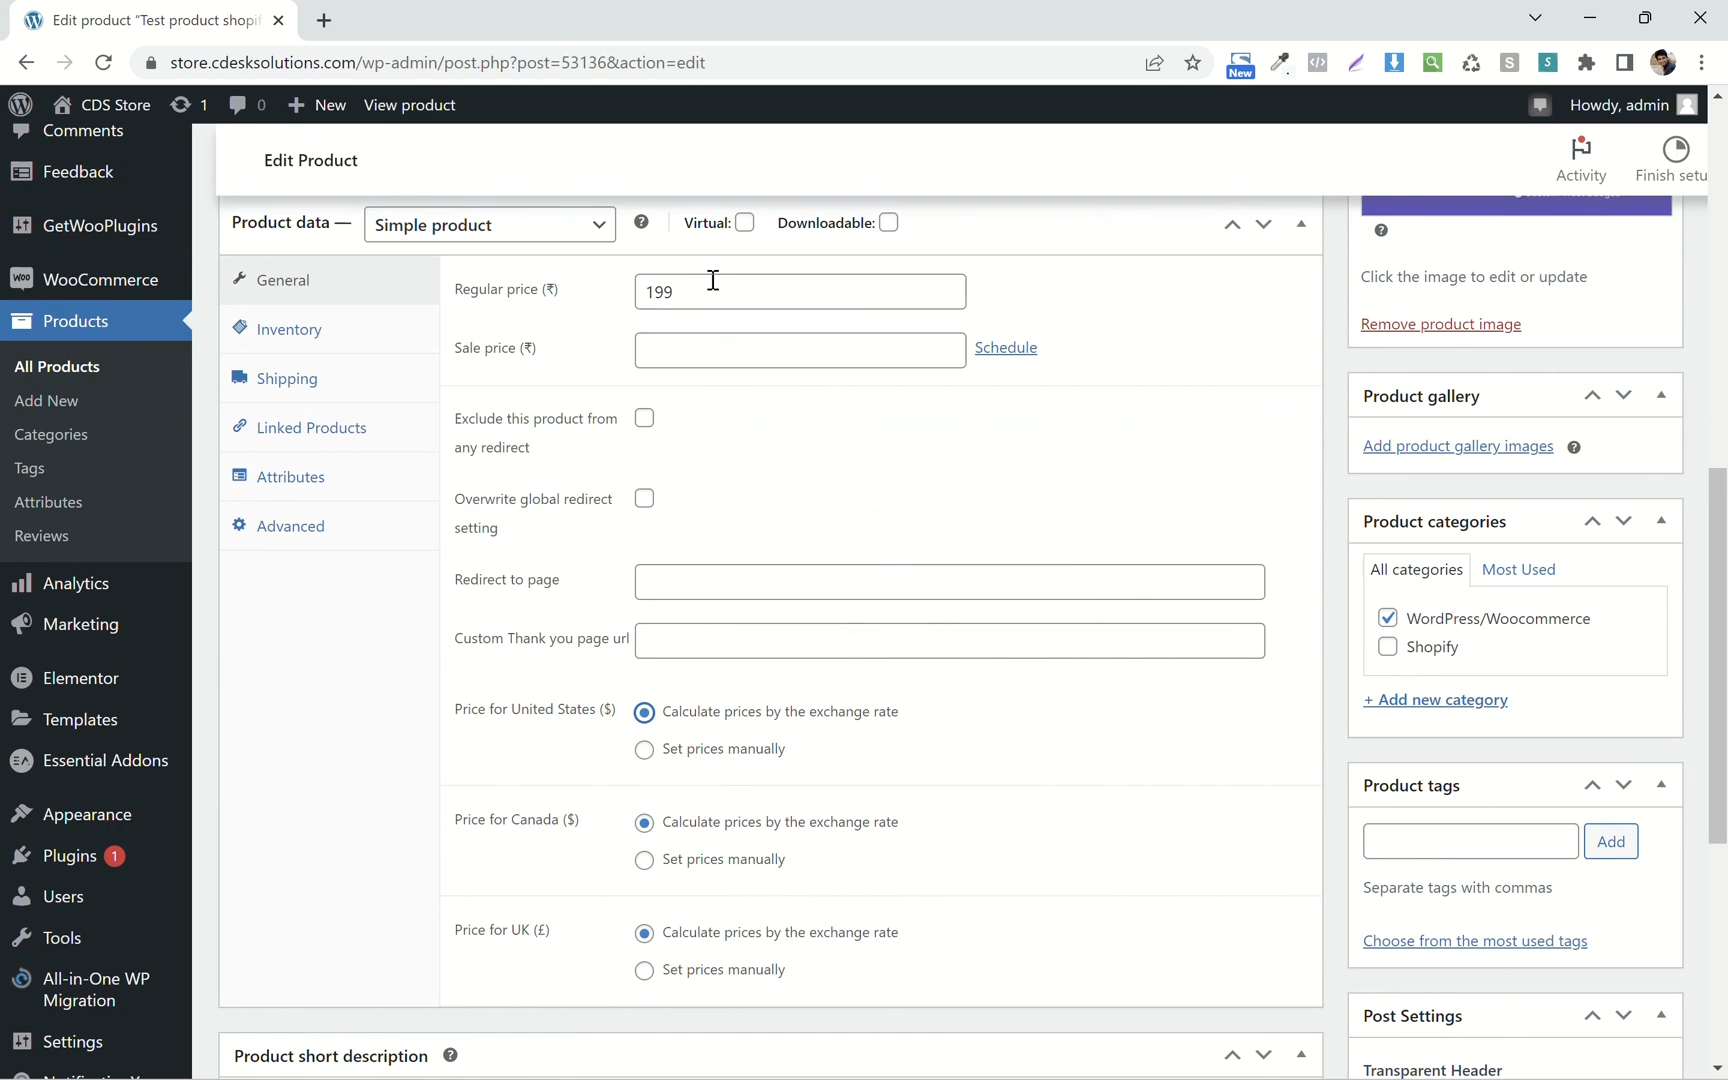 Edit product “Test product shopif
store.cdesksolutions.com/wp-admin/post.php?post=53136&action=edit
New
CDS Store 1 0 New View product
Howdy, admin
Comments
Feedback
GetWooPlugins
WooCommerce
Products
All Products
Add New
Categories
Tags
Attributes
Reviews
Analytics
Marketing
Elementor
Templates
Essential Addons
Appearance
Plugins 1
Users
Tools
All-in-One WP
Migration
Settings
Edit Product
Activity
Finish setu
Product data — Simple product Virtual: Downloadable:
General
Inventory
Shipping
Linked Products
Attributes
Advanced
Regular price (₹) 199
Sale price (₹) Schedule
Exclude this product from
any redirect
Overwrite global redirect
setting
Redirect to page
Custom Thank you page url
Price for United States ($) Calculate prices by the exchange rate
Set prices manually
Price for Canada ($) Calculate prices by the exchange rate
Set prices manually
Price for UK (£) Calculate prices by the exchange rate
Set prices manually
Product short description
Click the image to edit or update
Remove product image
Product gallery
Add product gallery images
Product categories
All categories Most Used
WordPress/Woocommerce
Shopify
+ Add new category
Product tags
Add
Separate tags with commas
Choose from the most used tags
Post Settings
Transparent Header